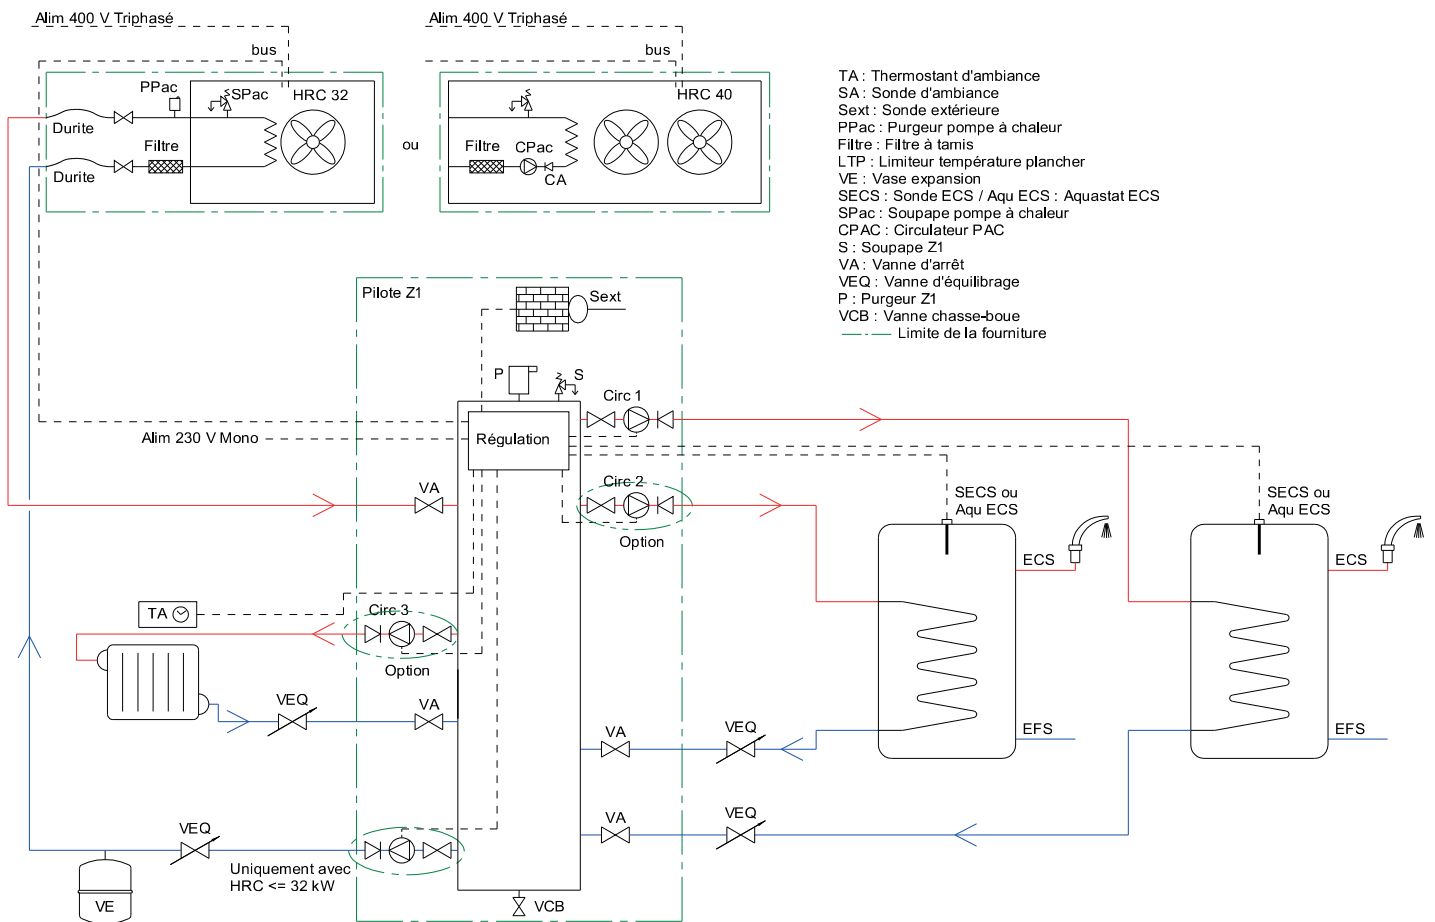 Alim 400 V Triphasé
bus
PPac
SPac
HRC 32
Durite
Filtre
Durite
ou
Alim 400 V Triphasé
bus
HRC 40
Filtre
CPac
CA
TA : Thermostant d'ambiance
SA : Sonde d'ambiance
Sext : Sonde extérieure
PPac : Purgeur pompe à chaleur
Filtre : Filtre à tamis
LTP : Limiteur température plancher
VE : Vase expansion
SECS : Sonde ECS / Aqu ECS : Aquastat ECS
SPac : Soupape pompe à chaleur
CPAC : Circulateur PAC
S : Soupape Z1
VA : Vanne d'arrêt
VEQ : Vanne d'équilibrage
P : Purgeur Z1
VCB : Vanne chasse-boue
Limite de la fourniture
Pilote Z1
Sext
P
S
Circ 1
Alim 230 V Mono
Régulation
VA
Circ 2
Option
SECS ou
Aqu ECS
SECS ou
Aqu ECS
ECS
ECS
TA
Circ 3
Option
VEQ
VA
VA
VEQ
EFS
EFS
VEQ
VA
VEQ
Uniquement avec
HRC <= 32 kW
VE
VCB